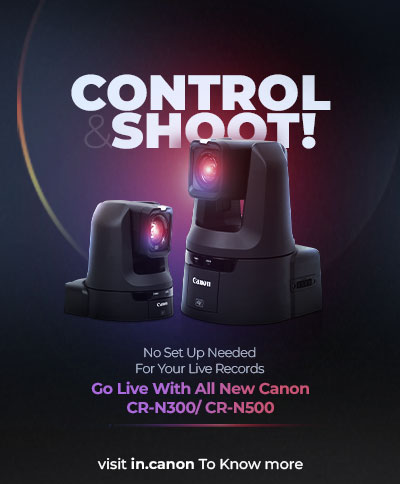 CONTROL
&SHOOT!
Canon
No Set Up Needed
For Your Live Records
Go Live With All New Canon
CR-N300/ CR-N500
visit in.canon To Know more